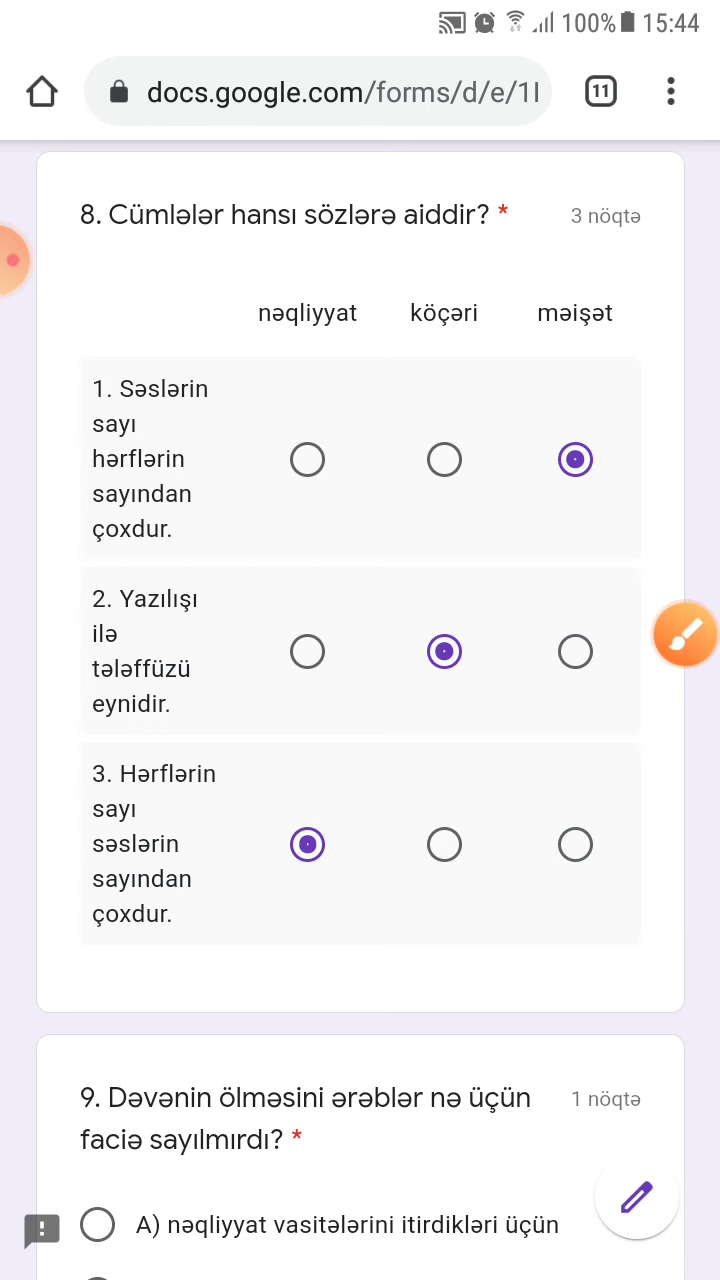 100% 15:44
docs.google.com/forms/d/e/1I
11
8. Cümlələr hansı sözlərə aiddir? *
3 nöqtə
nəqliyyat köçəri məişət
1. Səslərin
sayı
hərflərin
sayından
çoxdur.
2. Yazılışı
ilə
tələffüzü
eynidir.
3. Hərflərin
sayı
səslərin
sayından
çoxdur.
9. Dəvənin ölməsini ərəblər nə üçün
faciə sayılmırdı? *
1 nöqtə
A) nəqliyyat vasitələrini itirdikləri üçün